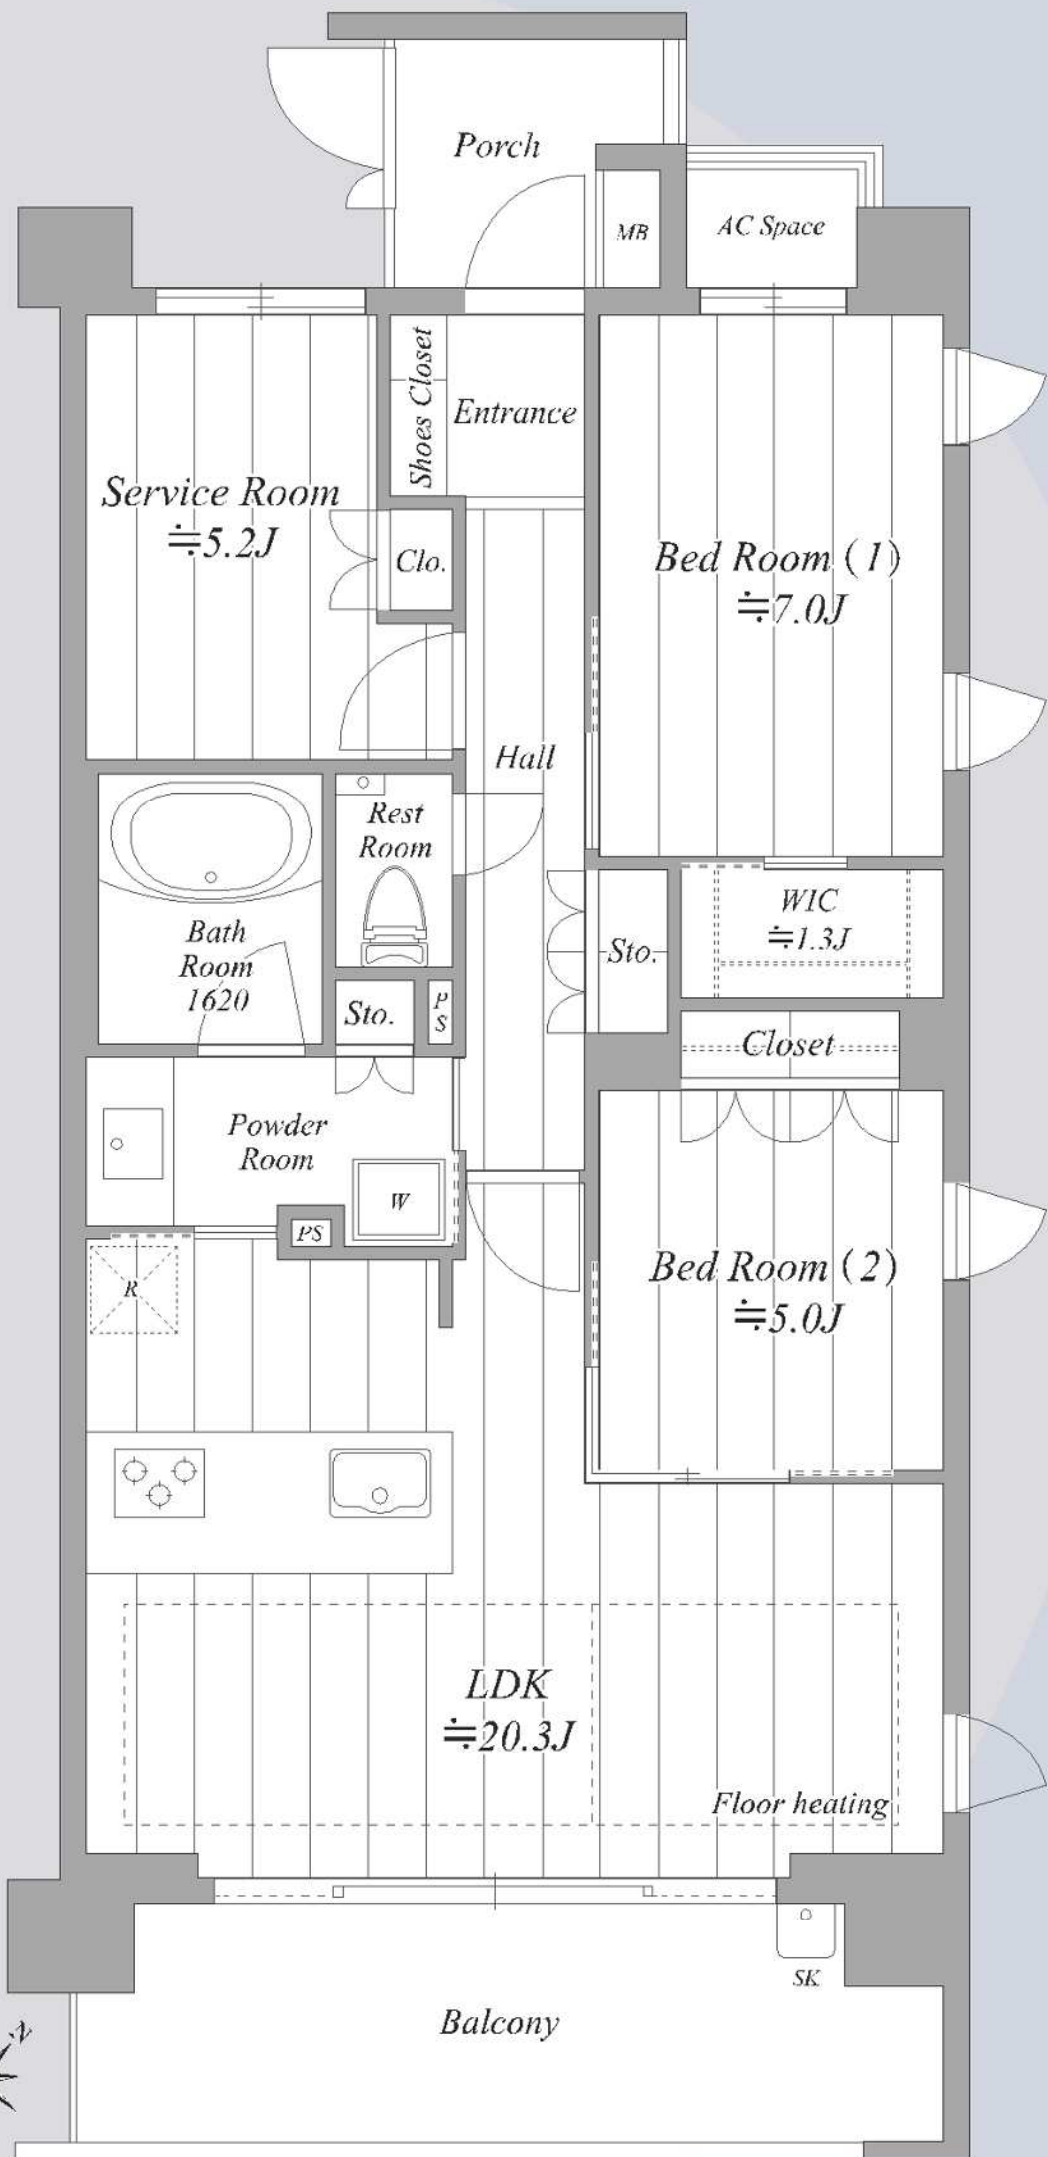 Porch
MB
AC Space
Shoes Closet
Entrance
Service Room
≒5.2J
Clo.
Bed Room (1)
≒7.0J
Hall
Rest
Room
Bath
Room
1620
WIC
≒1.3J
Sto.
Sto.
P
S
Closet
Powder
Room
W
PS
R
Bed Room (2)
≒5.0J
LDK
≒20.3J
Floor heating
SK
Balcony
N